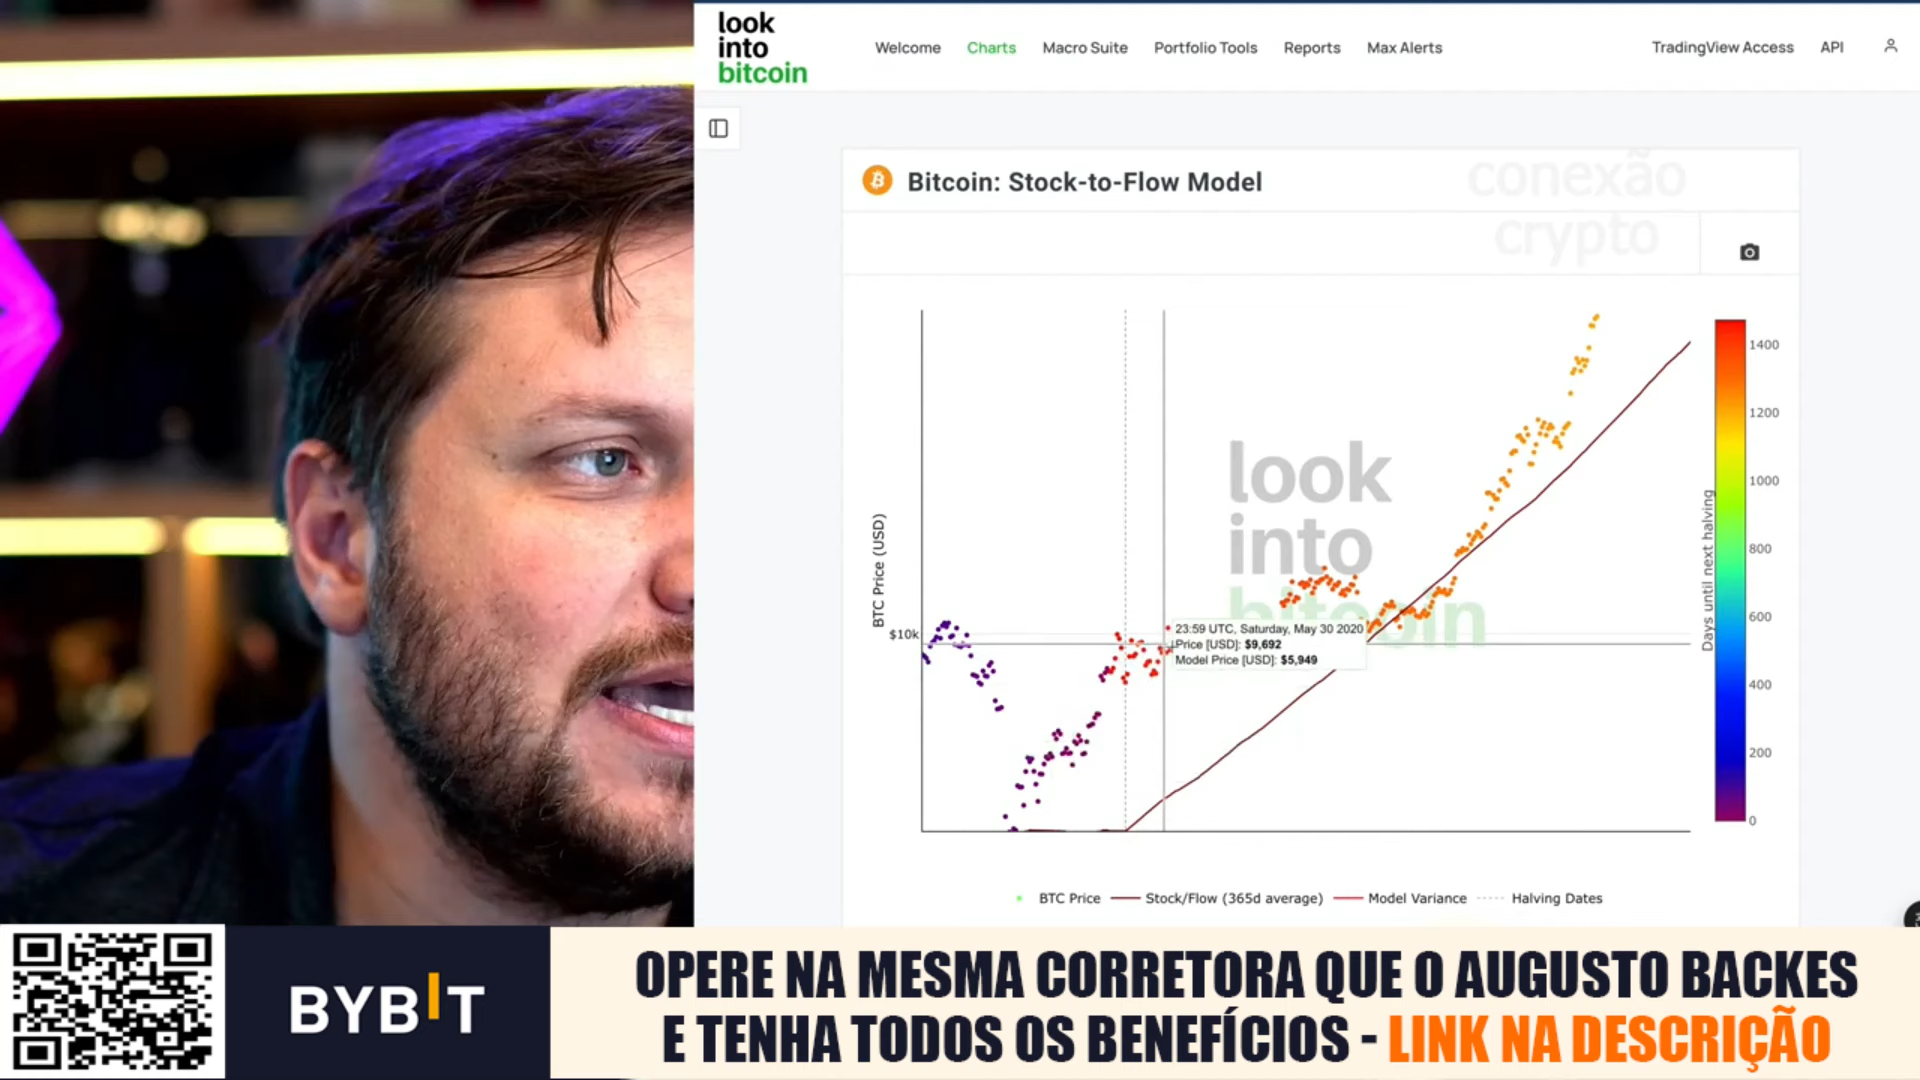 look
into
bitcoin
Welcome
Charts
Macro Suite
Portfolio Tools
Reports
Max Alerts
TradingView Access
API
Bitcoin: Stock-to-Flow Model
conexão
crypto
look
into
bitcoin
BTC Price (USD)
$10k
23:59 UTC, Saturday, May 30 2020
Price [USD]: $9,692
Model Price [USD]: $5,949
1400
1200
1000
800
600
400
200
0
Days until next halving
BTC Price
Stock/Flow (365d average)
Model Variance
Halving Dates
BYBIT
OPERE NA MESMA CORRETORA QUE O AUGUSTO BACKES
E TENHA TODOS OS BENEFÍCIOS - LINK NA DESCRIÇÃO